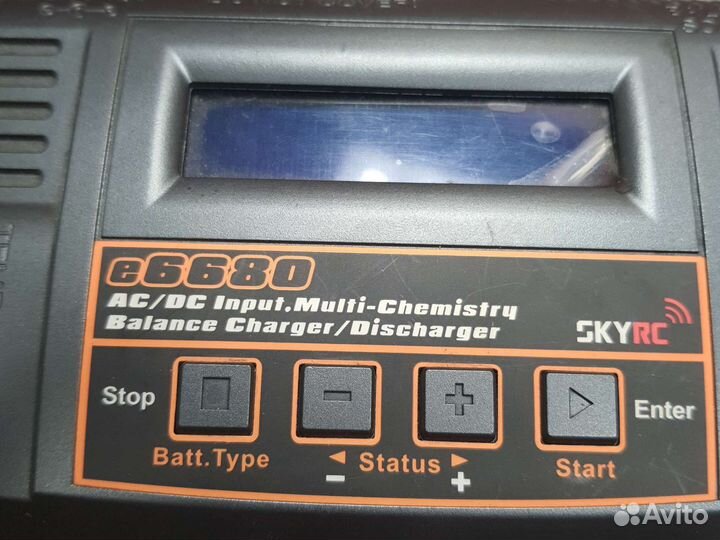 e6680
AC/DC Input.Multi-Chemistry
Balance Charger/Discharger
SKYRC
Stop
Enter
Batt.Type
◄ Status ►
Start
- +
Avito